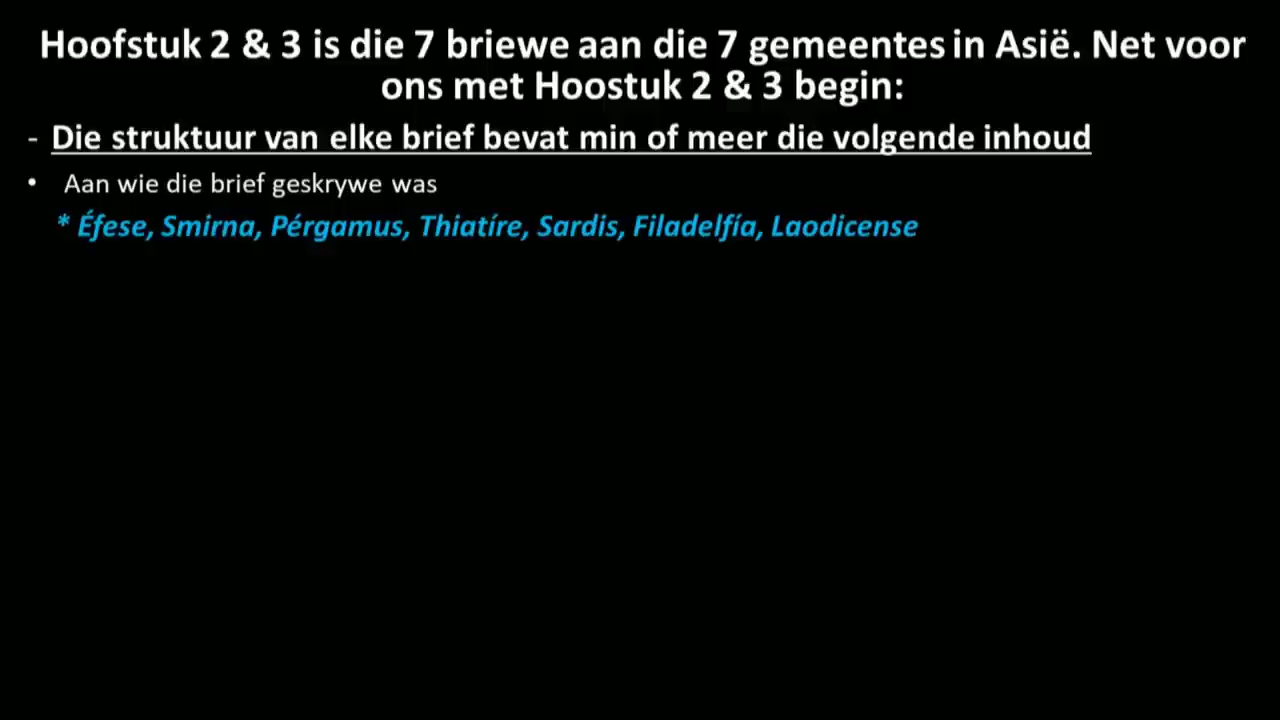 Hoofstuk 2 & 3 is die 7 briewe aan die 7 gemeentes in Asië. Net voor
ons met Hoostuk 2 & 3 begin:
- Die struktuur van elke brief bevat min of meer die volgende inhoud
• Aan wie die brief geskrywe was
* Éfese, Smirna, Pérgamus, Thiatíre, Sardis, Filadelfía, Laodicense